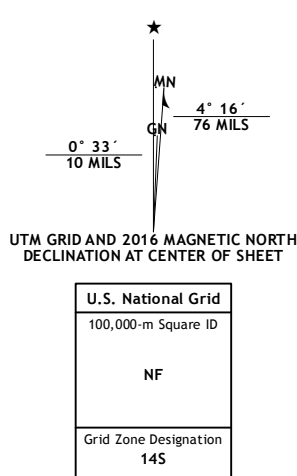 ★
MN
GN
4° 16´
76 MILS
0° 33´
10 MILS
UTM GRID AND 2016 MAGNETIC NORTH
DECLINATION AT CENTER OF SHEET
U.S. National Grid
100,000-m Square ID
NF
Grid Zone Designation
14S